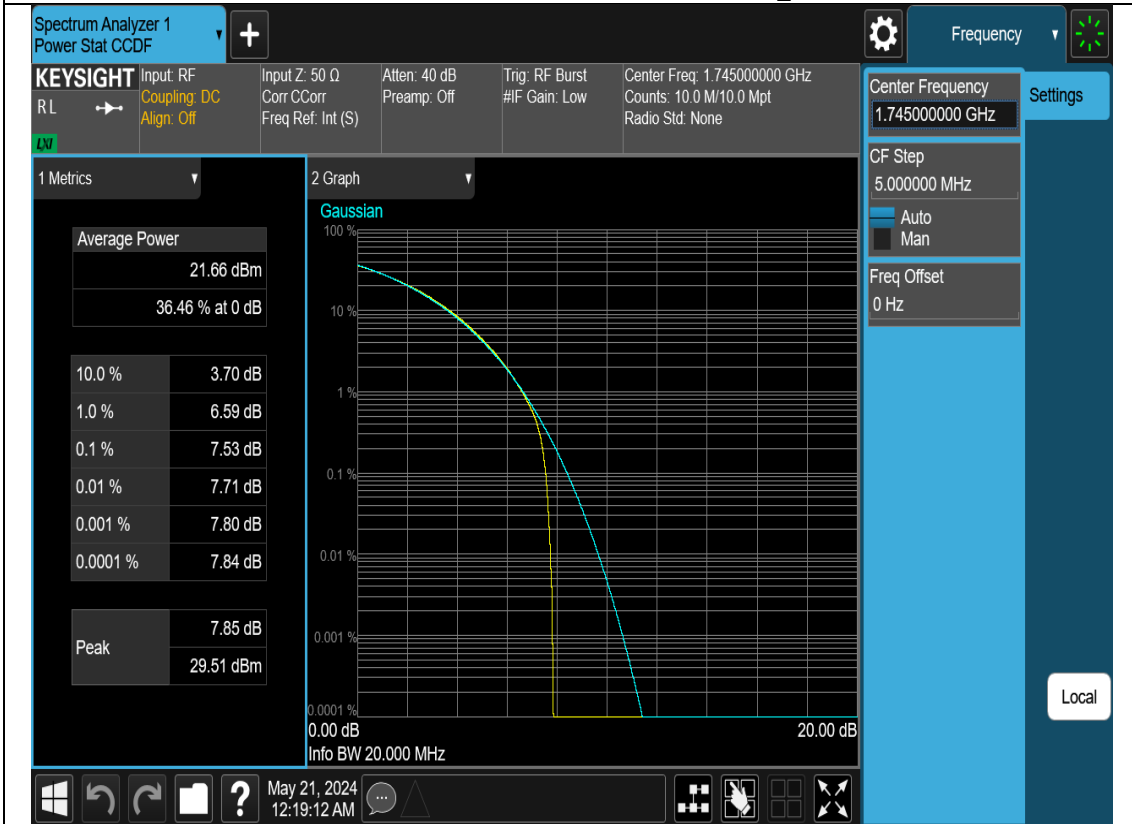 Spectrum Analyzer 1
Power Stat CCDF
Frequency
KEYSIGHT
RL
LXI
Input: RF
Coupling: DC
Align: Off
Input Z: 50 Ω
Corr CCorr
Freq Ref: Int (S)
Atten: 40 dB
Preamp: Off
Trig: RF Burst
#IF Gain: Low
Center Freq: 1.745000000 GHz
Counts: 10.0 M/10.0 Mpt
Radio Std: None
Center Frequency
1.745000000 GHz
Settings
CF Step
5.000000 MHz
Auto
Man
Freq Offset
0 Hz
Local
1 Metrics
Average Power
21.66 dBm
36.46 % at 0 dB
10.0 % 3.70 dB
1.0 % 6.59 dB
0.1 % 7.53 dB
0.01 % 7.71 dB
0.001 % 7.80 dB
0.0001 % 7.84 dB
Peak
7.85 dB
29.51 dBm
2 Graph
Gaussian
100 %
10 %
1 %
0.1 %
0.01 %
0.001 %
0.0001 %
0.00 dB 20.00 dB
Info BW 20.000 MHz
?
May 21, 2024
12:19:12 AM